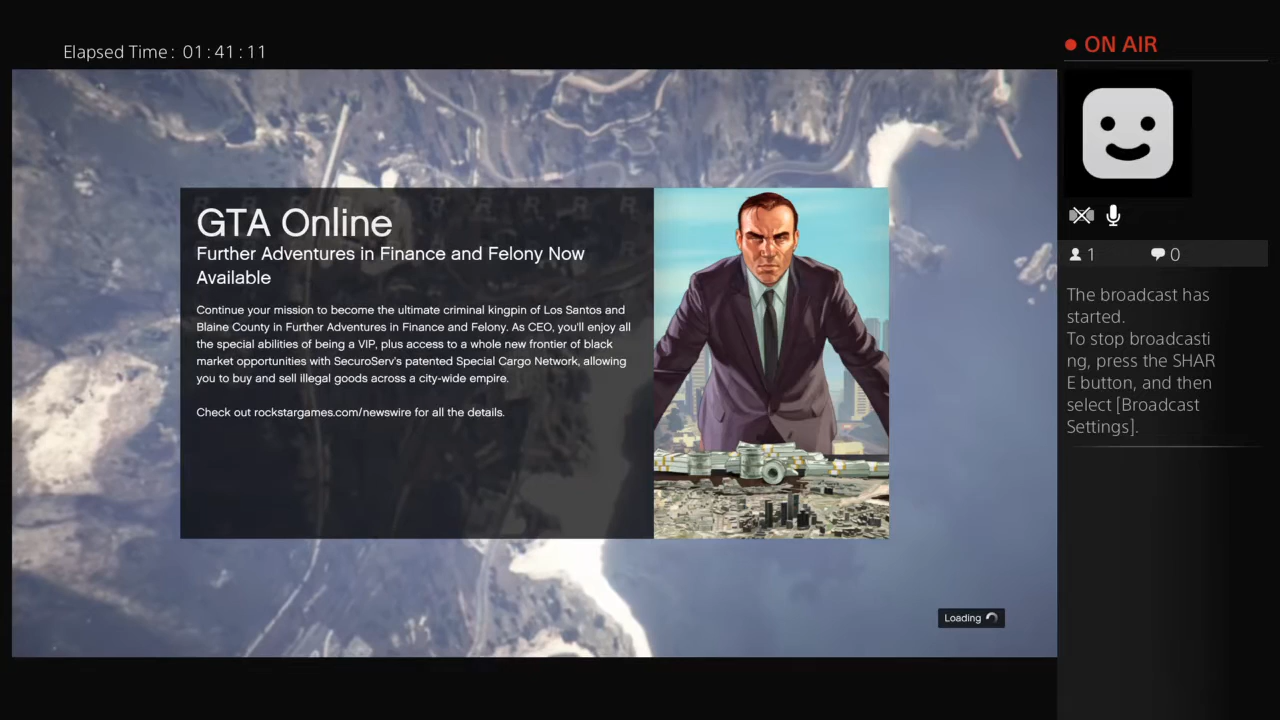 Elapsed Time: 01:41:11
ON AIR
GTA Online
Further Adventures in Finance and Felony Now
Available
Continue your mission to become the ultimate criminal kingpin of Los Santos and
Blaine County in Further Adventures in Finance and Felony. As CEO, you'll enjoy all
the special abilities of being a VIP, plus access to a whole new frontier of black
market opportunities with SecuroServ's patented Special Cargo Network, allowing
you to buy and sell illegal goods across a city-wide empire.
Check out rockstargames.com/newswire for all the details.
Loading
1
0
The broadcast has
started.
To stop broadcasti
ng, press the SHAR
E button, and then
select [Broadcast
Settings].